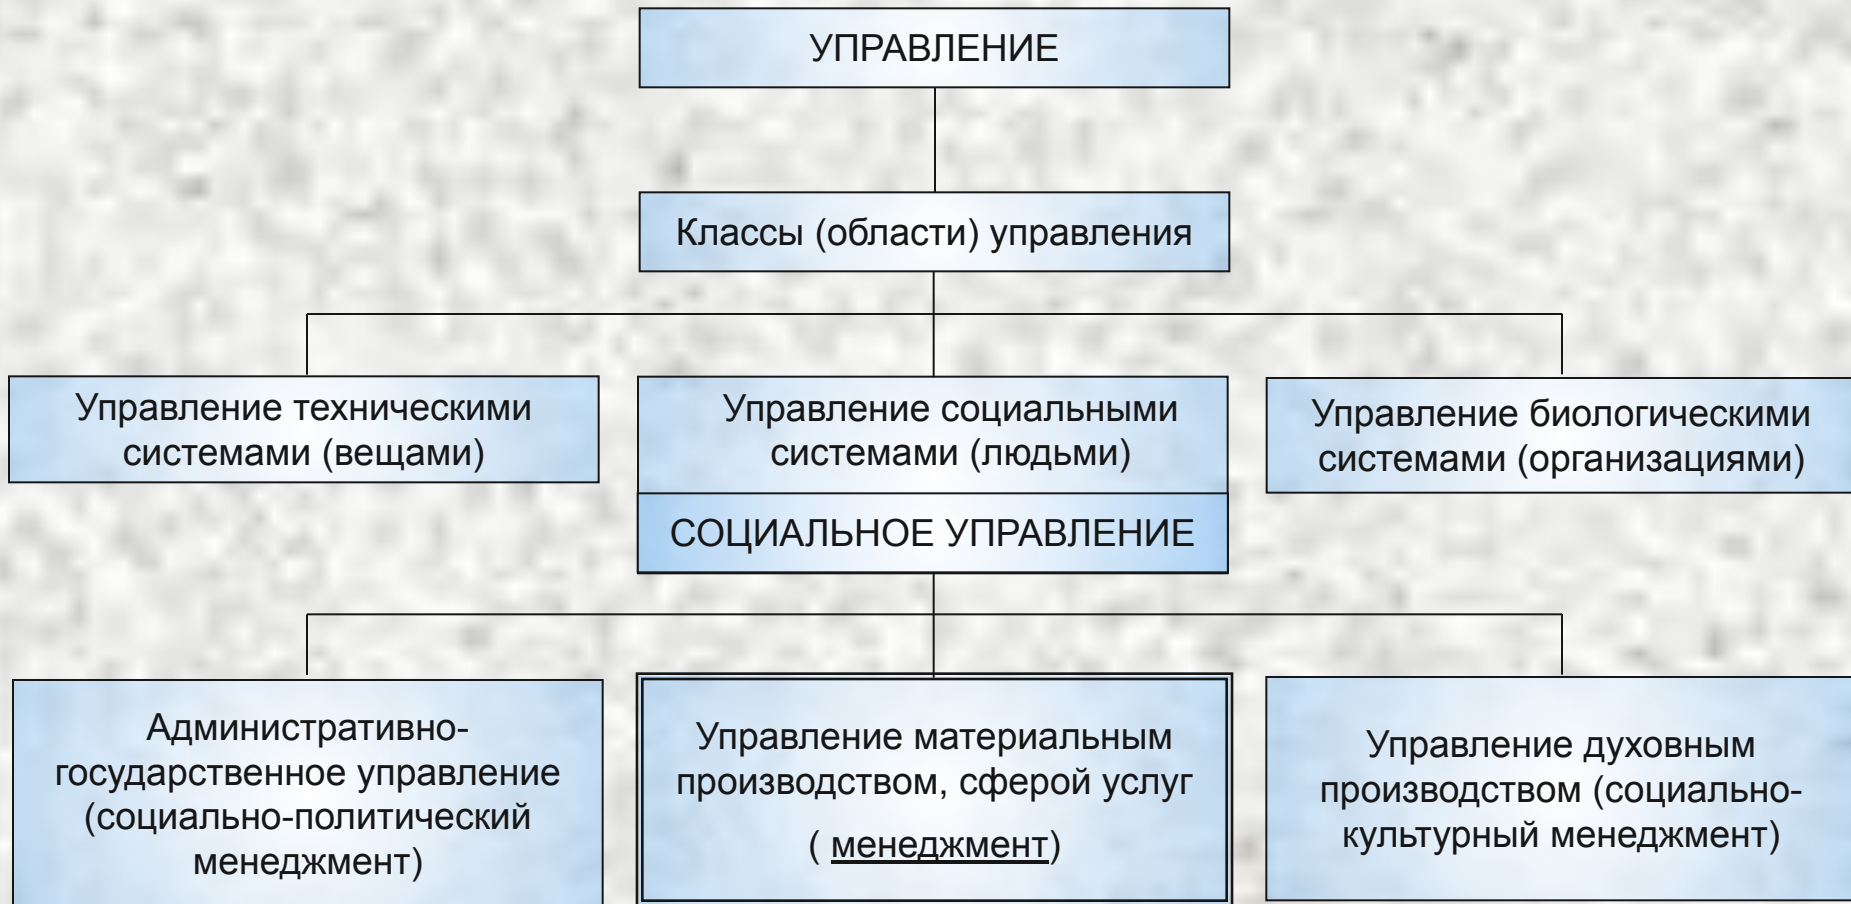 УПРАВЛЕНИЕ
Классы (области) управления
Управление техническими
системами (вещами)
Управление социальными
системами (людьми)
Управление биологическими
системами (организациями)
СОЦИАЛЬНОЕ УПРАВЛЕНИЕ
Административно-
государственное управление
(социально-политический
менеджмент)
Управление материальным
производством, сферой услуг
( менеджмент)
Управление духовным
производством (социально-
культурный менеджмент)